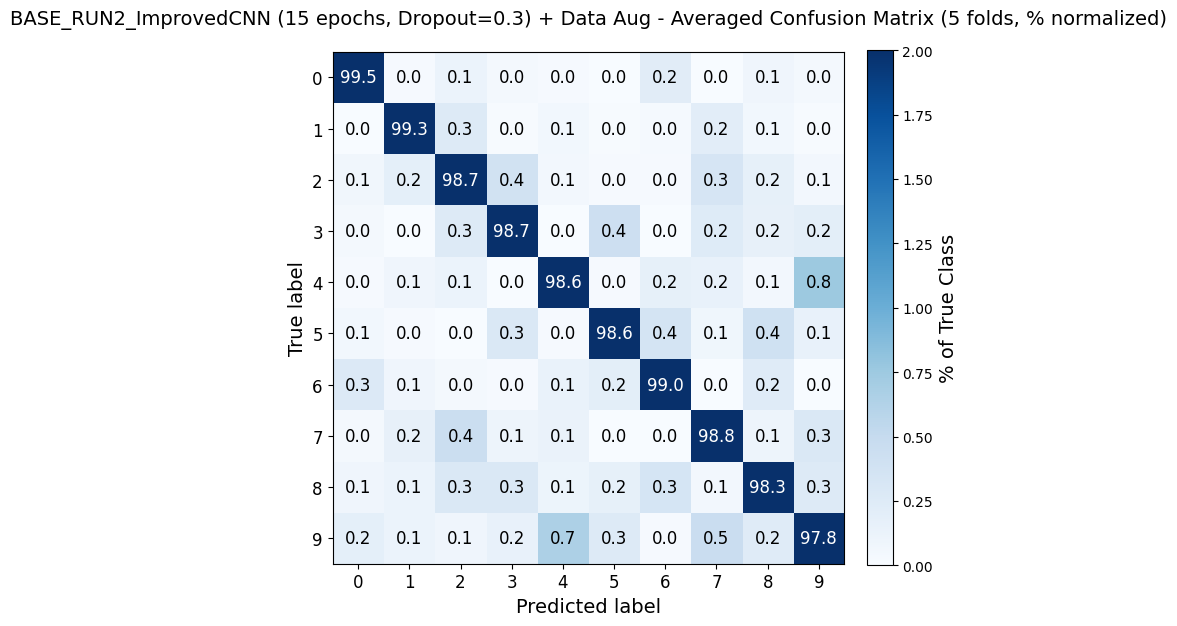 BASE_RUN2_ImprovedCNN (15 epochs, Dropout=0.3) + Data Aug - Averaged Confusion Matrix (5 folds, % normalized)
0 99.5 0.0 0.1 0.0 0.0 0.0 0.2 0.0 0.1 0.0
1 0.0 99.3 0.3 0.0 0.1 0.0 0.0 0.2 0.1 0.0
2 0.1 0.2 98.7 0.4 0.1 0.0 0.0 0.3 0.2 0.1
3 0.0 0.0 0.3 98.7 0.0 0.4 0.0 0.2 0.2 0.2
4 0.0 0.1 0.1 0.0 98.6 0.0 0.2 0.2 0.1 0.8
5 0.1 0.0 0.0 0.3 0.0 98.6 0.4 0.1 0.4 0.1
6 0.3 0.1 0.0 0.0 0.1 0.2 99.0 0.0 0.2 0.0
7 0.0 0.2 0.4 0.1 0.1 0.0 0.0 98.8 0.1 0.3
8 0.1 0.1 0.3 0.3 0.1 0.2 0.3 0.1 98.3 0.3
9 0.2 0.1 0.1 0.2 0.7 0.3 0.0 0.5 0.2 97.8
0 1 2 3 4 5 6 7 8 9
Predicted label
True label
2.00
1.75
1.50
1.25
1.00
0.75
0.50
0.25
0.00
% of True Class